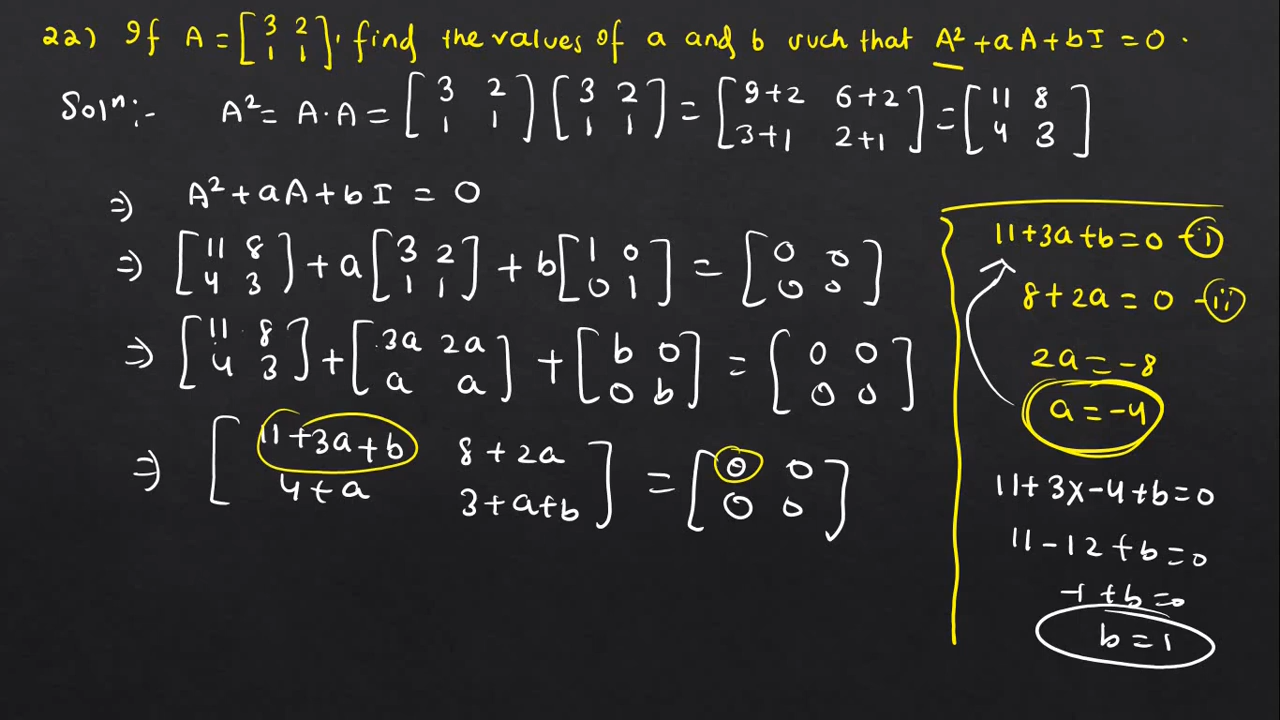 22) If A = [3 2; 1 1], find the values of a and b such that A² + aA + bI = 0.
Solⁿ:- A² = A·A = [3 2; 1 1] [3 2; 1 1] = [9+2 6+2; 3+1 2+1] = [11 8; 4 3]
⇒ A² + aA + bI = 0
⇒ [11 8; 4 3] + a[3 2; 1 1] + b[1 0; 0 1] = [0 0; 0 0]
⇒ [11 8; 4 3] + [3a 2a; a a] + [b 0; 0 b] = [0 0; 0 0]
⇒ [11+3a+b 8+2a; 4+a 3+a+b] = [0 0; 0 0]
11+3a+b=0 -(i)
8+2a=0 -(ii)
2a=-8
a=-4
11+3x-4+b=0
11-12+b=0
-1+b=0
b=1